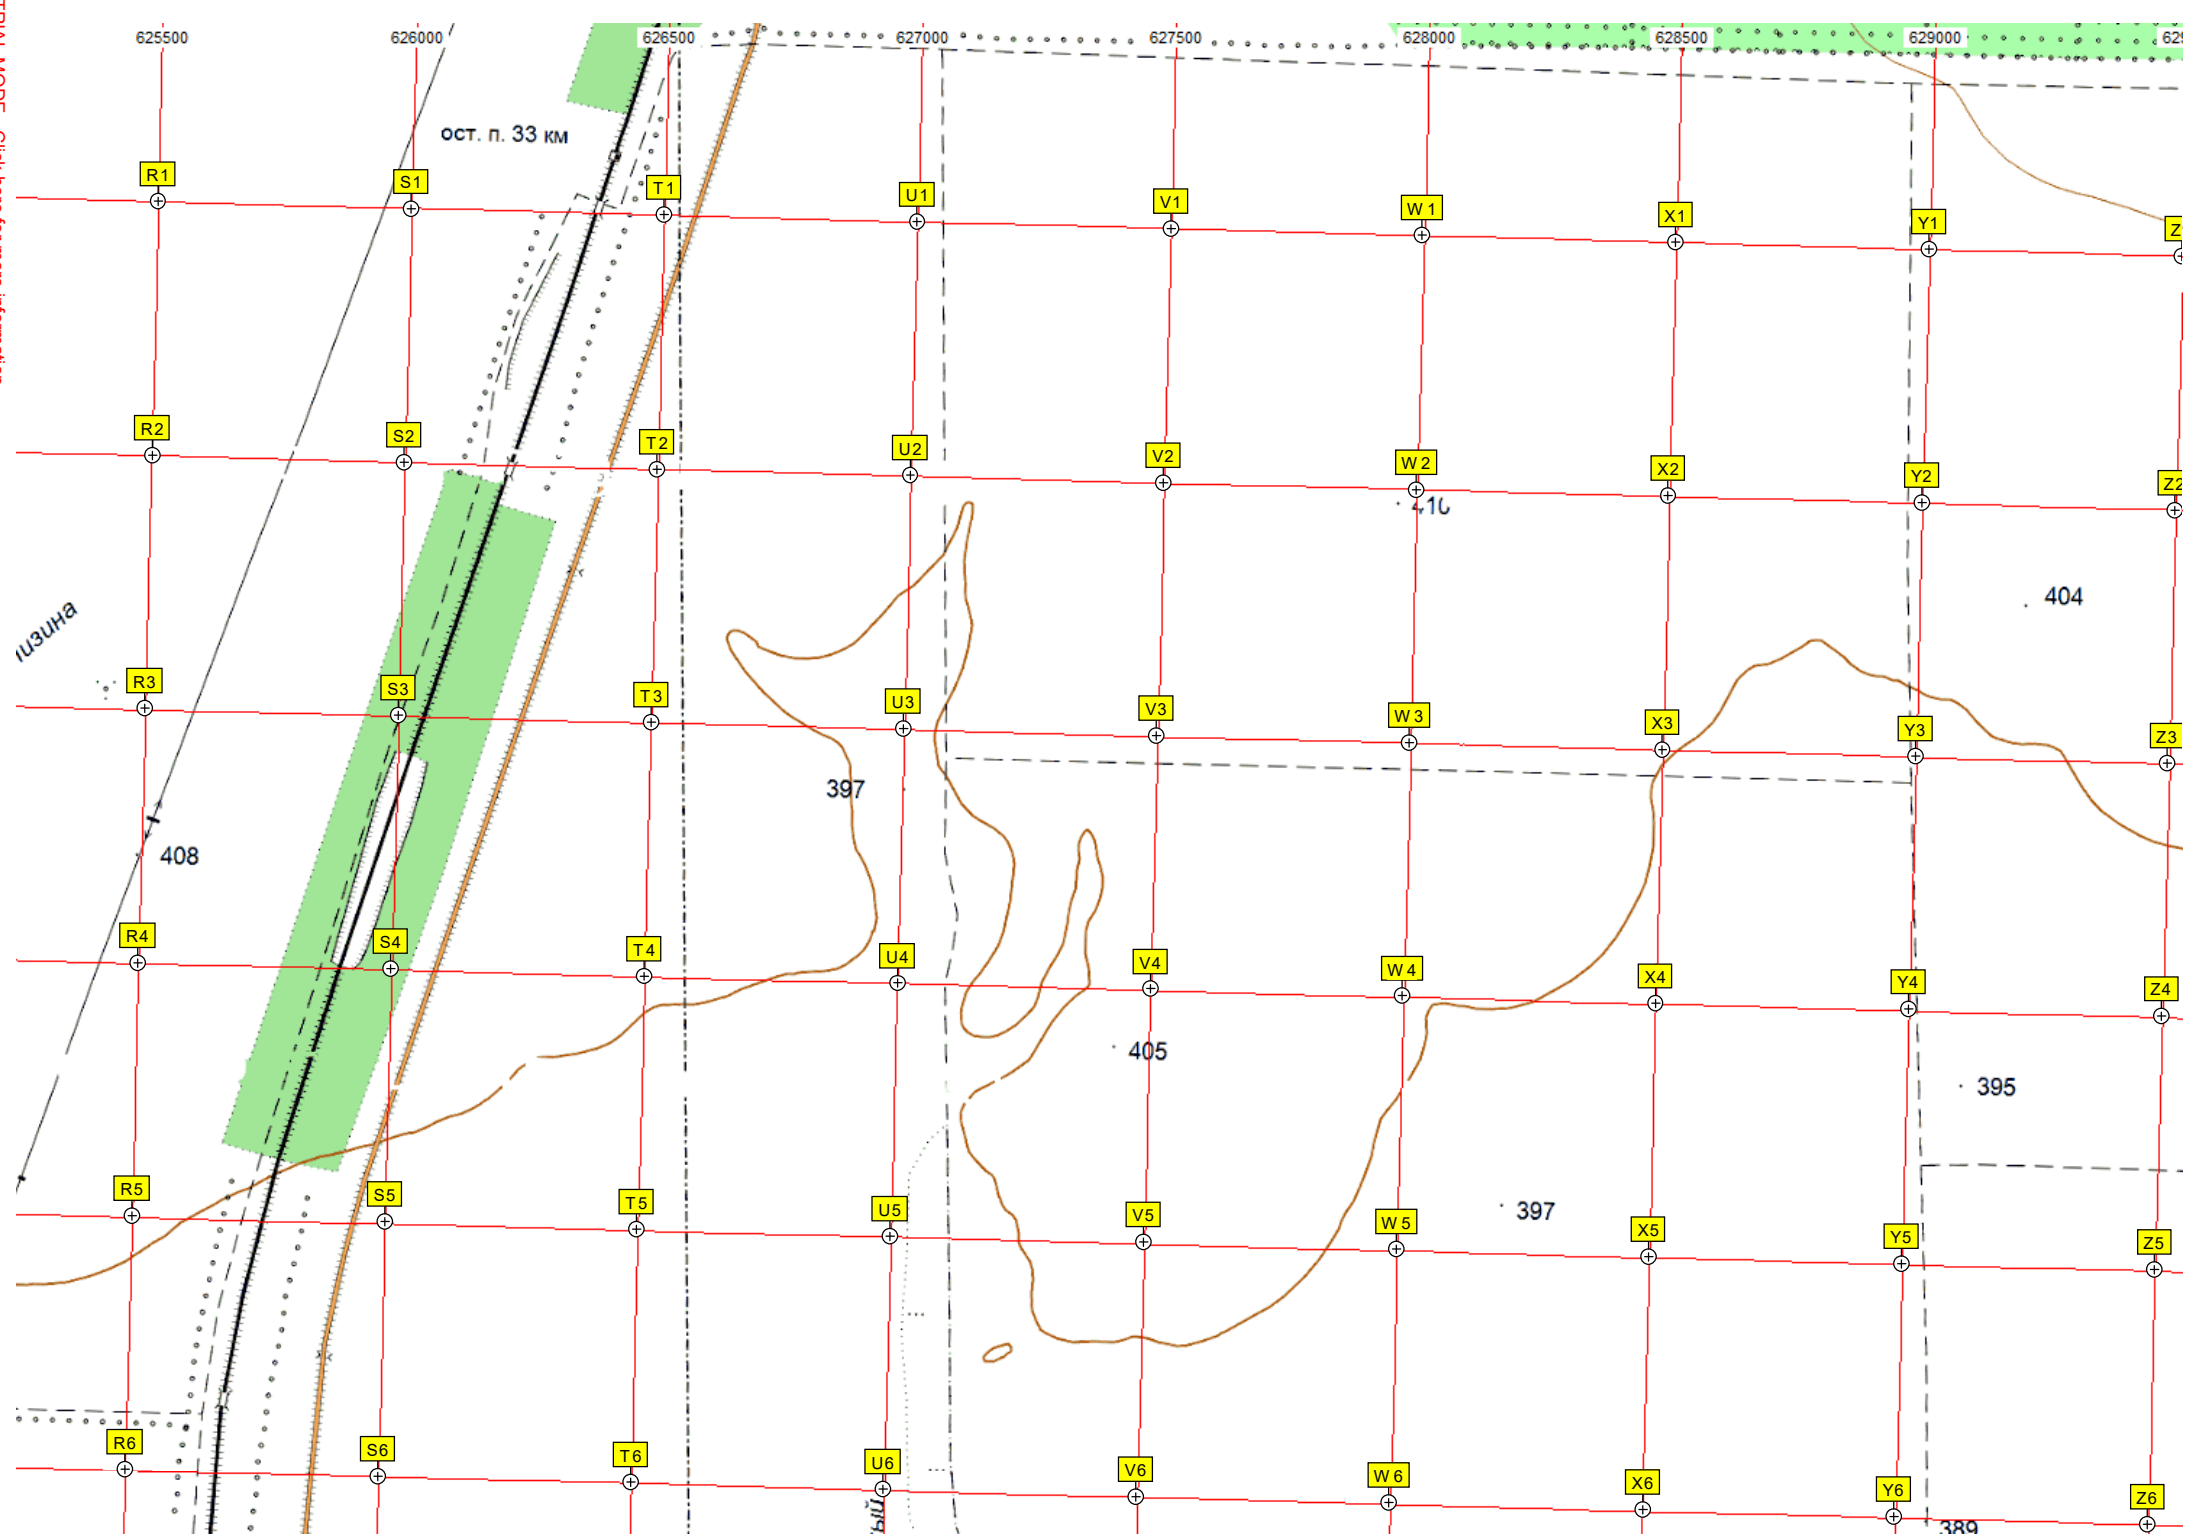 625500 626000 626500 627000 627500 628000 628500 629000
ост. п. 33 км
R1 S1 T1 U1 V1 W1 X1 Y1
R2 S2 T2 U2 V2 W2 X2 Y2 Z2
404
R3 S3 T3 U3 V3 W3 X3 Y3 Z3
397
408
R4 S4 T4 U4 V4 W4 X4 Y4 Z4
405
395
R5 S5 T5 U5 V5 W5 X5 Y5 Z5
397
R6 S6 T6 U6 V6 W6 X6 Y6 Z6
389